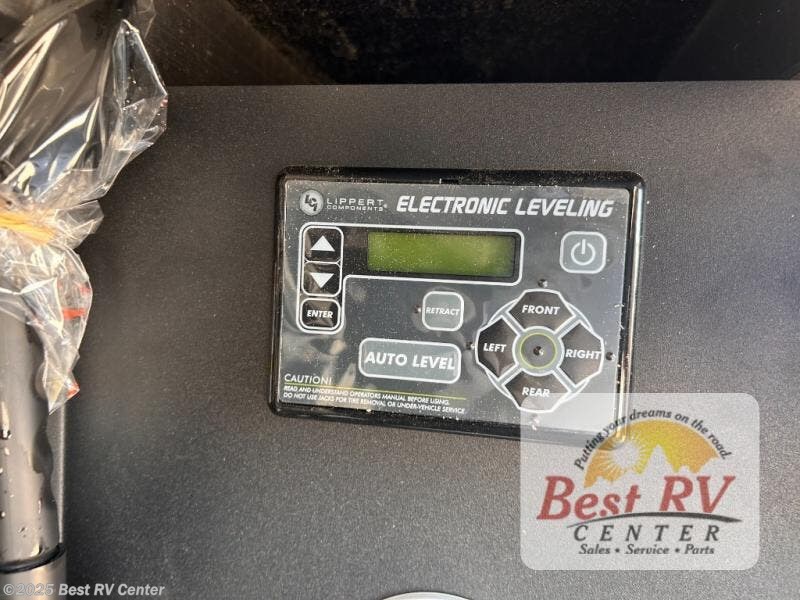 LCI LIPPERT COMPONENTS® ELECTRONIC LEVELING
ENTER
RETRACT
AUTO LEVEL
FRONT
LEFT
RIGHT
REAR
CAUTION!
READ AND UNDERSTAND OPERATORS MANUAL BEFORE USING.
DO NOT USE JACKS FOR TIRE REMOVAL OR UNDER-VEHICLE SERVICE.
Putting your dreams on the road.
Best RV
CENTER
Sales • Service • Parts
©2025 Best RV Center